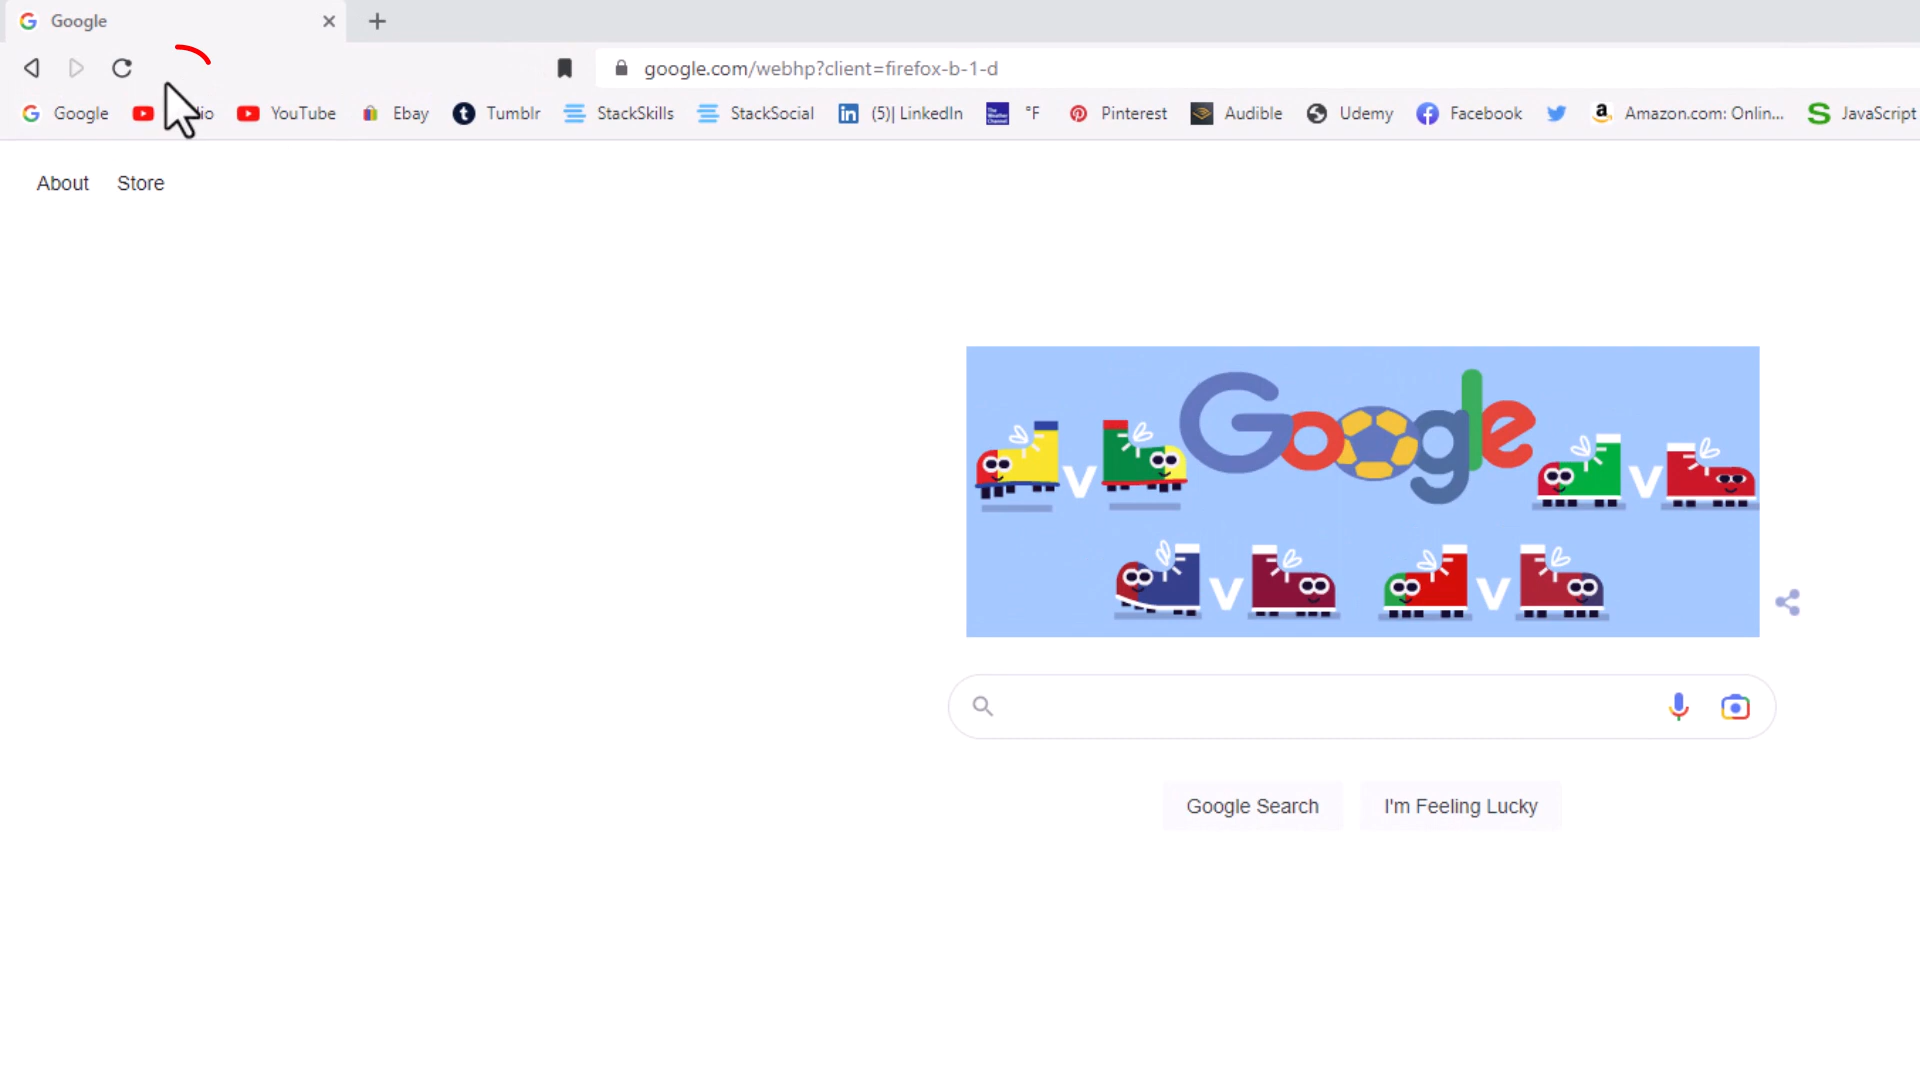 Google
google.com/webhp?client=firefox-b-1-d
Google YouTube Ebay Tumblr StackSkills StackSocial (5)| LinkedIn °F Pinterest Audible Udemy Facebook Amazon.com: Onlin... JavaScript
About Store
Google
V V
V V
Google Search I'm Feeling Lucky